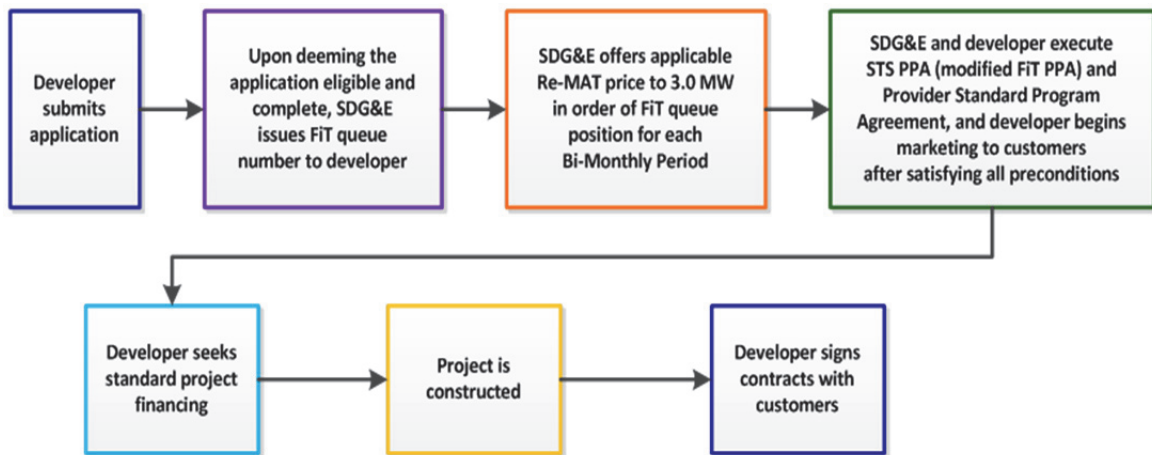 Developer
submits
application
Upon deeming the
application eligible and
complete, SDG&E
issues FiT queue
number to developer
SDG&E offers applicable
Re-MAT price to 3.0 MW
in order of FiT queue
position for each
Bi-Monthly Period
SDG&E and developer execute
STS PPA (modified FiT PPA) and
Provider Standard Program
Agreement, and developer begins
marketing to customers
after satisfying all preconditions
Developer seeks
standard project
financing
Project is
constructed
Developer signs
contracts with
customers